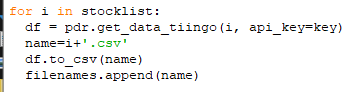 for i in stocklist:
  df = pdr.get_data_tiingo(i, api_key=key)
  name=i+'.csv'
  df.to_csv(name)
  filenames.append(name)